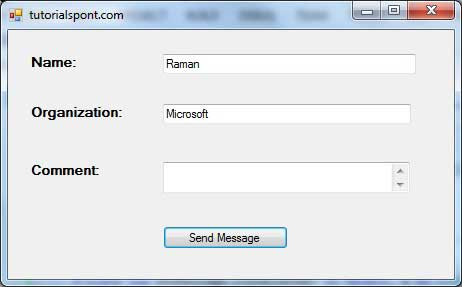 tutorialspont.com
Name:
Raman
Organization:
Microsoft
Comment:
Send Message